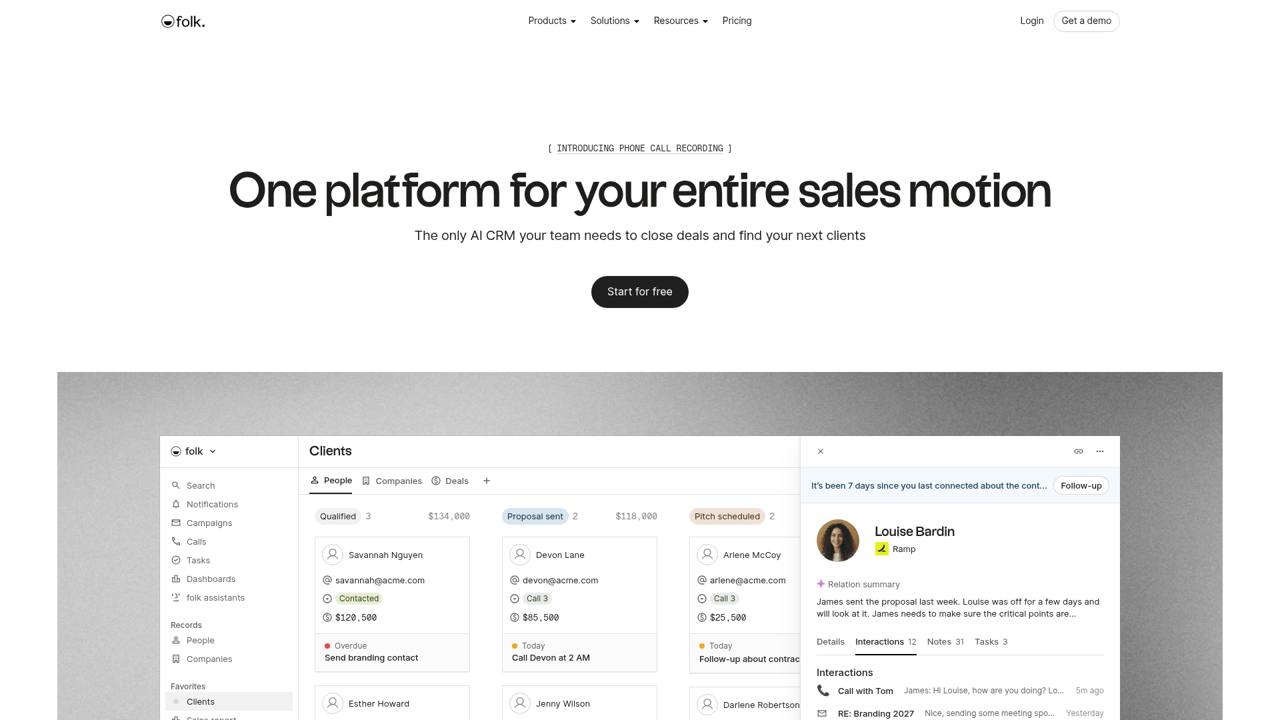 folk.
Products
Solutions
Resources
Pricing
Login
Get a demo
[ INTRODUCING PHONE CALL RECORDING ]
One platform for your entire sales motion
The only AI CRM your team needs to close deals and find your next clients
Start for free
folk
Search
Notifications
Campaigns
Calls
Tasks
Dashboards
folk assistants
Records
People
Companies
Favorites
Clients
Sales report
Clients
People
Companies
Deals
+
Qualified 3 $134,000
Savannah Nguyen
savannah@acme.com
Contacted
$120,500
Overdue
Send branding contact
Esther Howard
Proposal sent 2 $118,000
Devon Lane
devon@acme.com
Call 3
$85,500
Today
Call Devon at 2 AM
Jenny Wilson
Pitch scheduled 2
Arlene McCoy
arlene@acme.com
Call 3
$25,500
Today
Follow-up about contrac
Darlene Robertson
It's been 7 days since you last connected about the cont...
Follow-up
Louise Bardin
Ramp
Relation summary
James sent the proposal last week. Louise was off for a few days and
will look at it. James needs to make sure the critical points are...
Details
Interactions 12
Notes 31
Tasks 3
Interactions
Call with Tom James: Hi Louise, how are you doing? Lo... 5m ago
RE: Branding 2027 Nice, sending some meeting spo... Yesterday